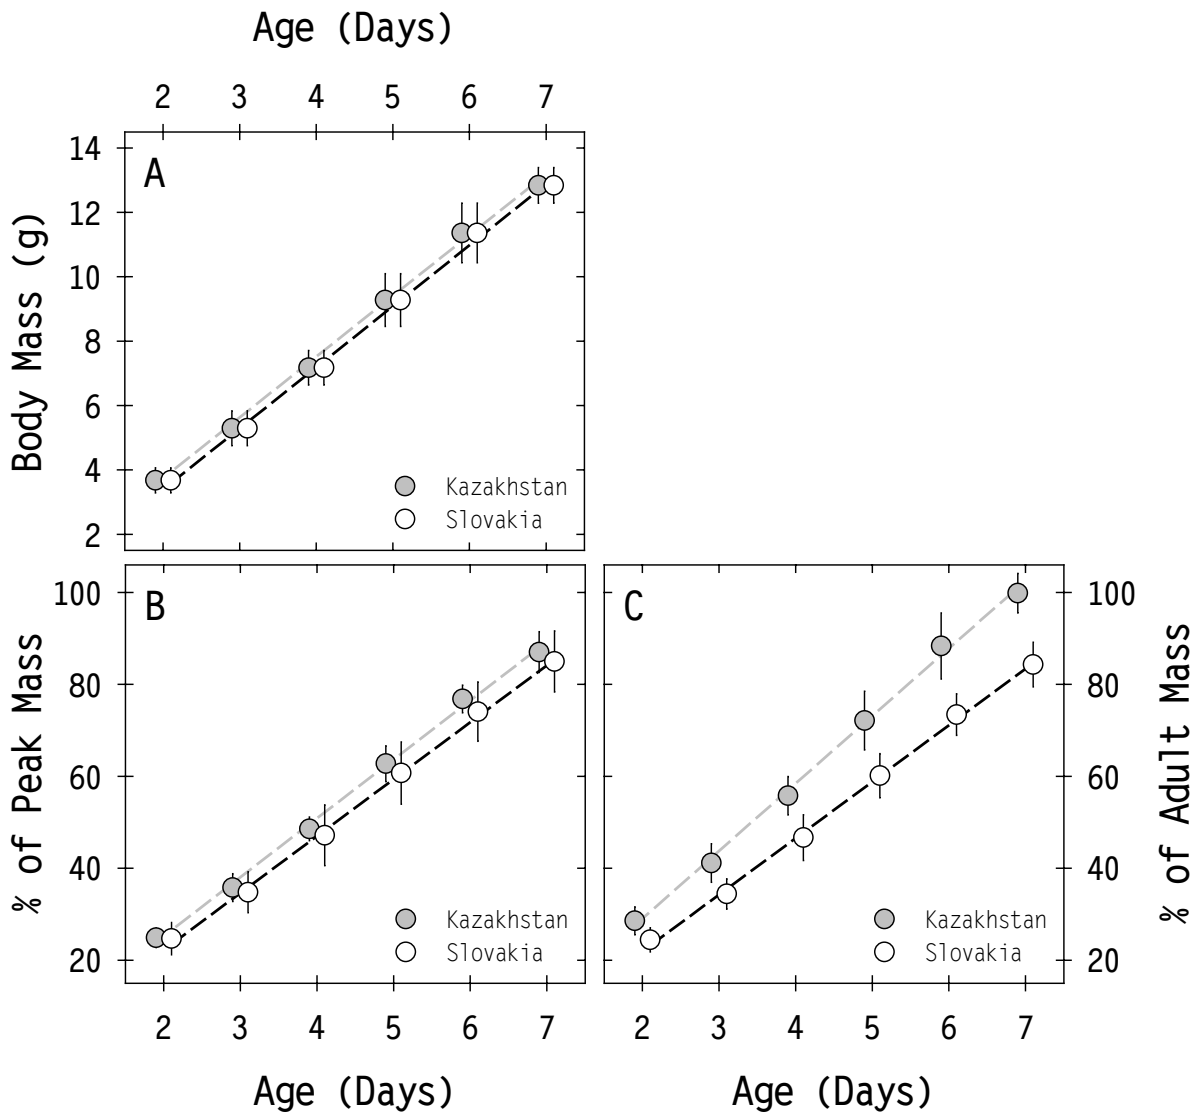 Age (Days)
2 3 4 5 6 7
14
12
10
8
6
4
2
Body Mass (g)
A
Kazakhstan
Slovakia
100
80
60
40
20
% of Peak Mass
B
Kazakhstan
Slovakia
2 3 4 5 6 7
Age (Days)
C
Kazakhstan
Slovakia
100
80
60
40
20
% of Adult Mass
2 3 4 5 6 7
Age (Days)